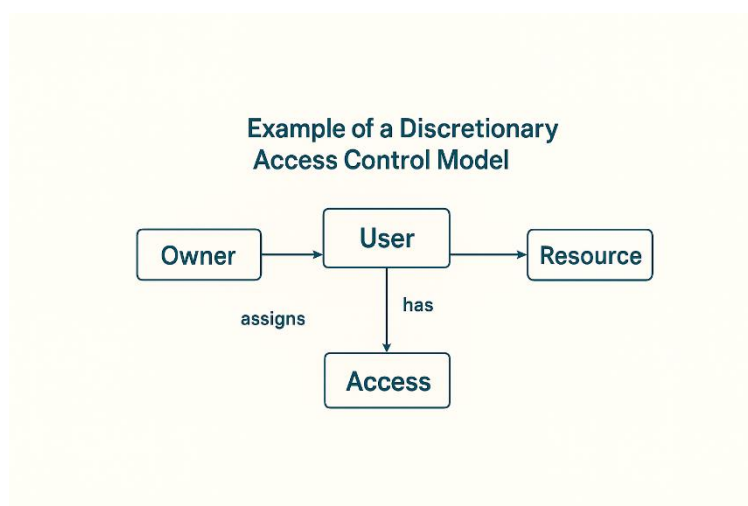 Example of a Discretionary
Access Control Model
Owner
User
Resource
assigns
has
Access